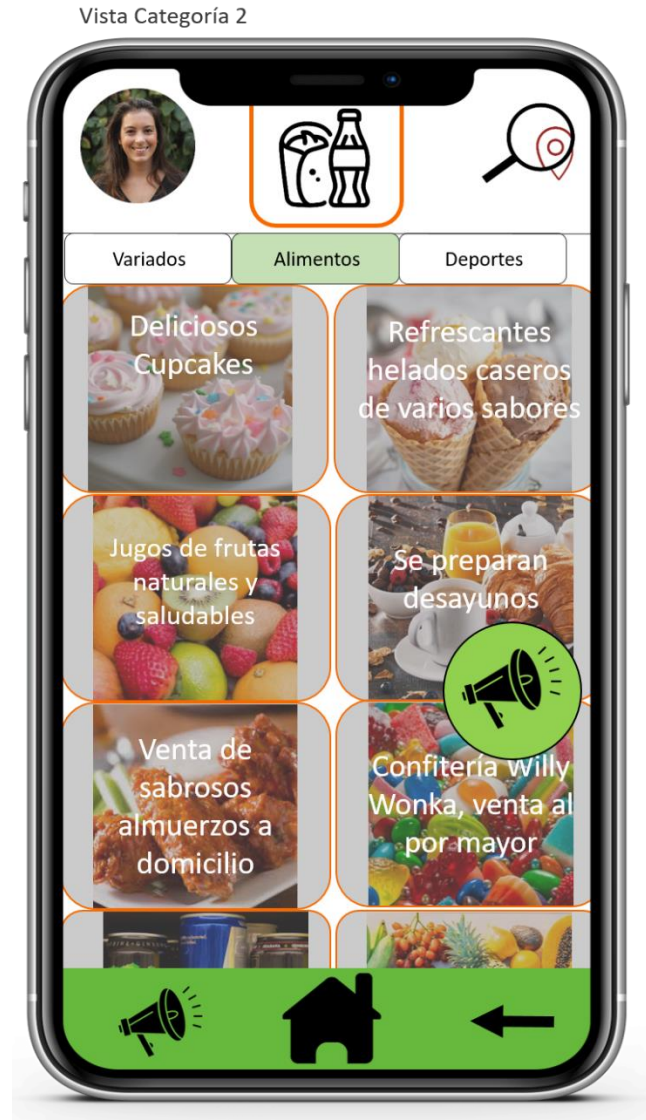 Vista Categoría 2
Variados
Alimentos
Deportes
Deliciosos
Cupcakes
Refrescantes
helados caseros
de varios sabores
Jugos de frutas
naturales y
saludables
Se preparan
desayunos
Venta de
sabrosos
almuerzos a
domicilio
Confitería Willy
Wonka, venta al
por mayor